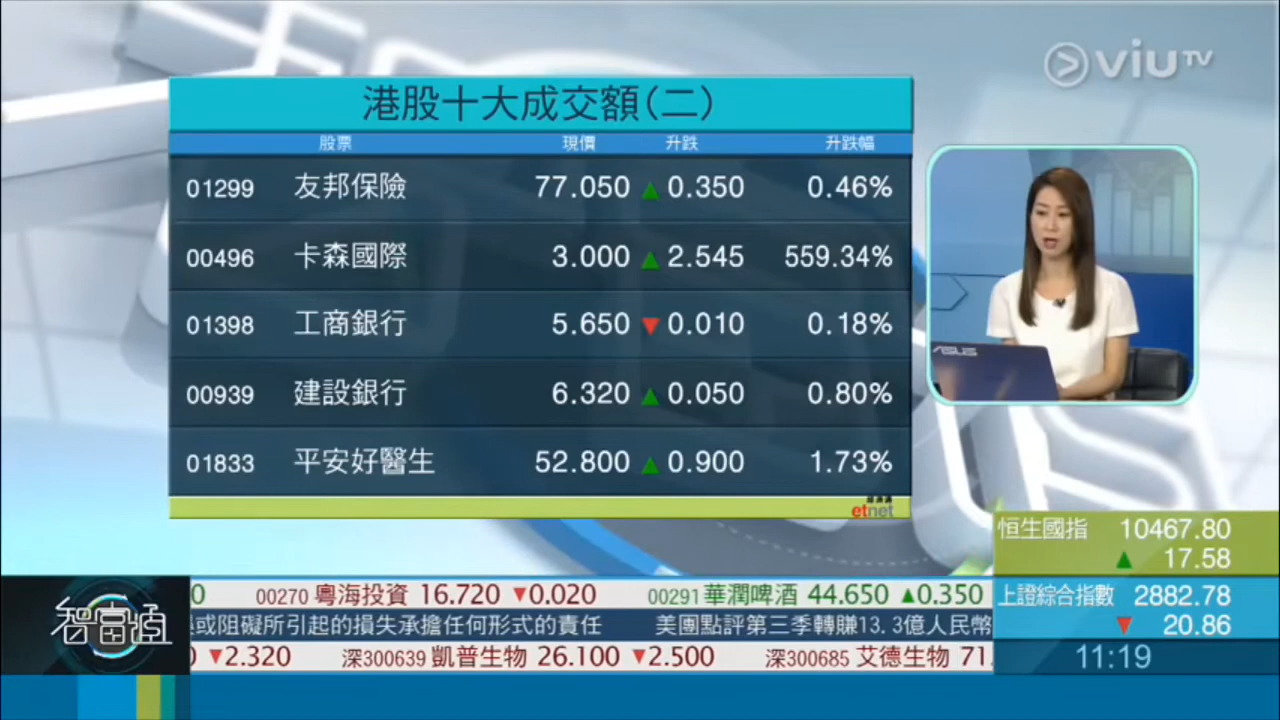 viuTV
港股十大成交額(二)
股票 現價 升跌 升跌幅
01299 友邦保險 77.050 ▲ 0.350 0.46%
00496 卡森國際 3.000 ▲ 2.545 559.34%
01398 工商銀行 5.650 ▼ 0.010 0.18%
00939 建設銀行 6.320 ▲ 0.050 0.80%
01833 平安好醫生 52.800 ▲ 0.900 1.73%
經濟通
etnet
ASUS
恒生國指 10467.80
▲ 17.58
上證綜合指數 2882.78
▼ 20.86
11:19
智富通
0 00270 粵海投資 16.720 ▼0.020 00291 華潤啤酒 44.650 ▲0.350
或阻礙所引起的損失承擔任何形式的責任 美團點評第三季轉賺13.3億人民幣
▼2.320 深300639 凱普生物 26.100 ▼2.500 深300685 艾德生物 71.